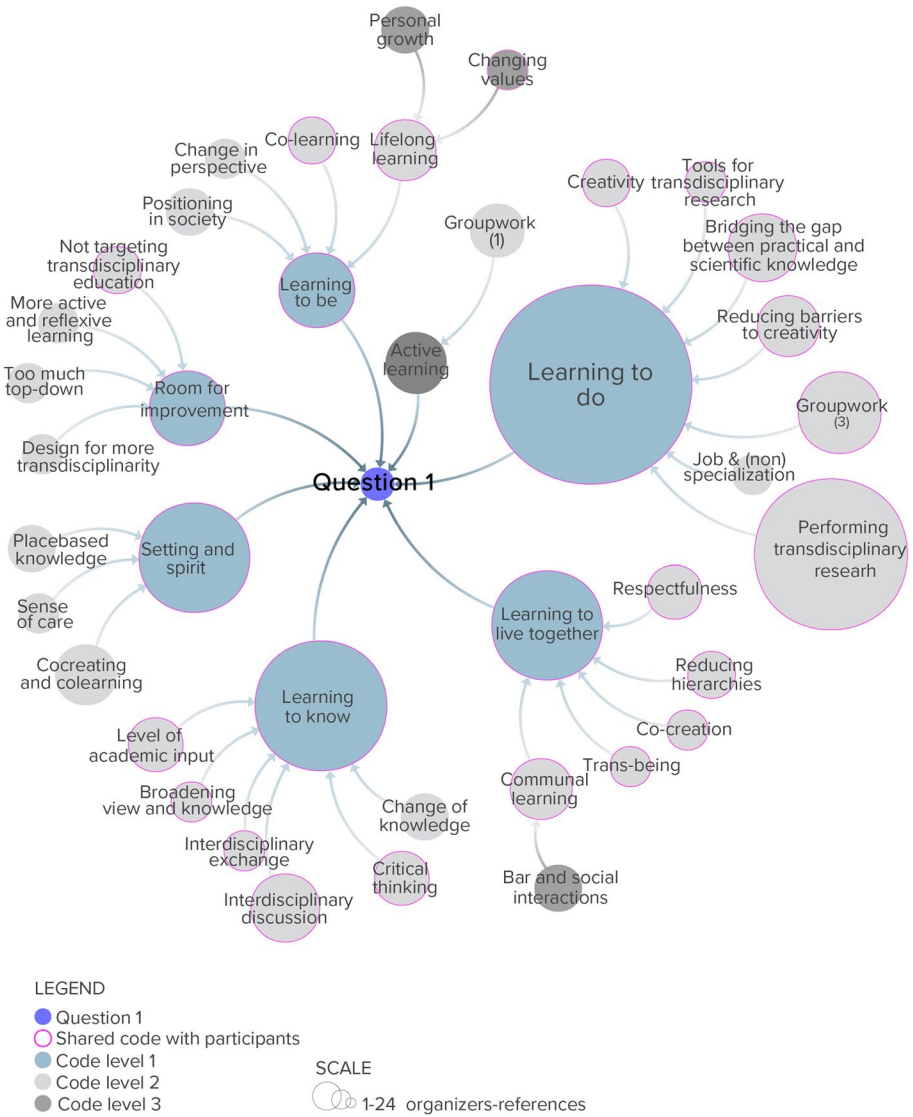 Personal
growth
Changing
values
Co-learning
Lifelong
learning
Change in
perspective
Positioning
in society
Learning
to be
Groupwork
(1)
Active
learning
Creativity
Tools for
transdisciplinary
research
Bridging the gap
between practical and
scientific knowledge
Reducing barriers
to creativity
Learning to
do
Groupwork
(3)
Job & (non)
specialization
Performing
transdisciplinary
researh
Not targeting
transdisciplinary
education
More active
and reflexive
learning
Too much
top-down
Room for
improvement
Design for more
transdisciplinarity
Question 1
Placebased
knowledge
Setting and
spirit
Sense
of care
Cocreating
and colearning
Learning to
live together
Respectfulness
Reducing
hierarchies
Co-creation
Trans-being
Communal
learning
Bar and social
interactions
Learning
to know
Level of
academic input
Broadening
view and knowledge
Interdisciplinary
exchange
Interdisciplinary
discussion
Critical
thinking
Change of
knowledge
LEGEND
Question 1
Shared code with participants
Code level 1
Code level 2
Code level 3
SCALE
1-24 organizers-references